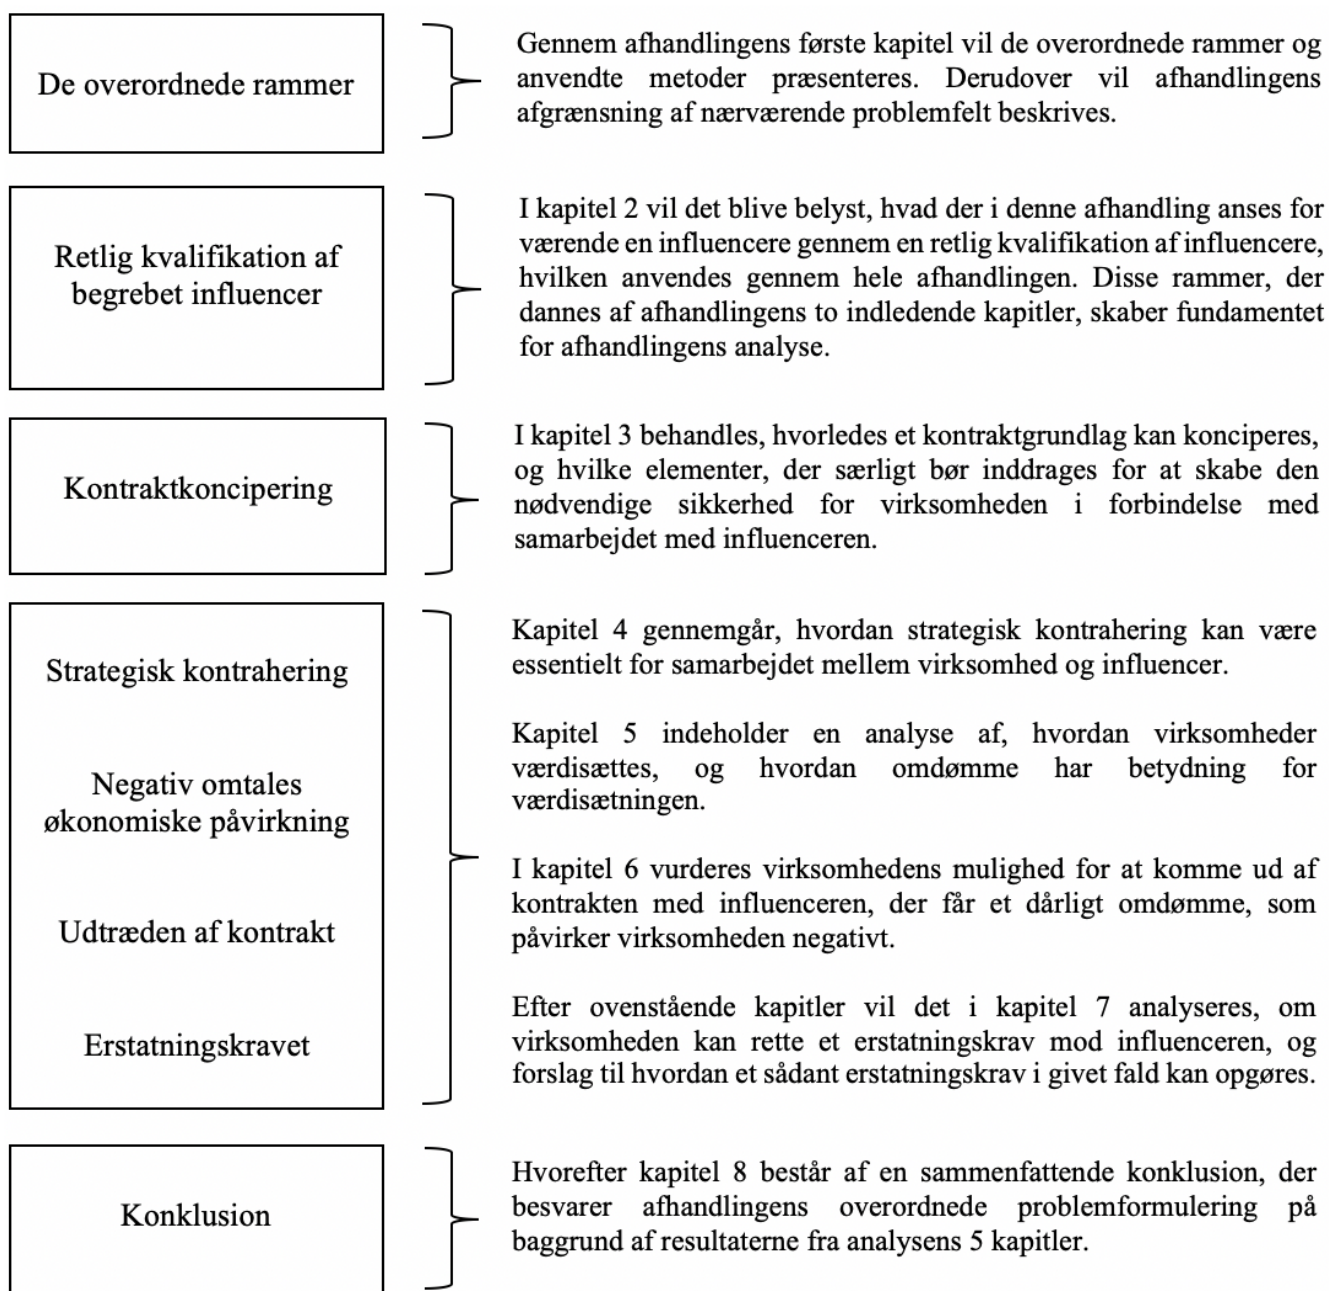 De overordnede rammer
Gennem afhandlingens første kapitel vil de overordnede rammer og
anvendte metoder præsenteres. Derudover vil afhandlingens
afgrænsning af nærværende problemfelt beskrives.
Retlig kvalifikation af
begrebet influencer
I kapitel 2 vil det blive belyst, hvad der i denne afhandling anses for
værende en influencere gennem en retlig kvalifikation af influencere,
hvilken anvendes gennem hele afhandlingen. Disse rammer, der
dannes af afhandlingens to indledende kapitler, skaber fundamentet
for afhandlingens analyse.
Kontraktkoncipering
I kapitel 3 behandles, hvorledes et kontraktgrundlag kan konciperes,
og hvilke elementer, der særligt bør inddrages for at skabe den
nødvendige sikkerhed for virksomheden i forbindelse med
samarbejdet med influenceren.
Strategisk kontrahering
Kapitel 4 gennemgår, hvordan strategisk kontrahering kan være
essentielt for samarbejdet mellem virksomhed og influencer.
Negativ omtales
økonomiske påvirkning
Kapitel 5 indeholder en analyse af, hvordan virksomheder
værdisættes, og hvordan omdømme har betydning for
værdisætningen.
Udtræden af kontrakt
I kapitel 6 vurderes virksomhedens mulighed for at komme ud af
kontrakten med influenceren, der får et dårligt omdømme, som
påvirker virksomheden negativt.
Erstatningskravet
Efter ovenstående kapitler vil det i kapitel 7 analyseres, om
virksomheden kan rette et erstatningskrav mod influenceren, og
forslag til hvordan et sådant erstatningskrav i givet fald kan opgøres.
Konklusion
Hvorefter kapitel 8 består af en sammenfattende konklusion, der
besvarer afhandlingens overordnede problemformulering på
baggrund af resultaterne fra analysens 5 kapitler.